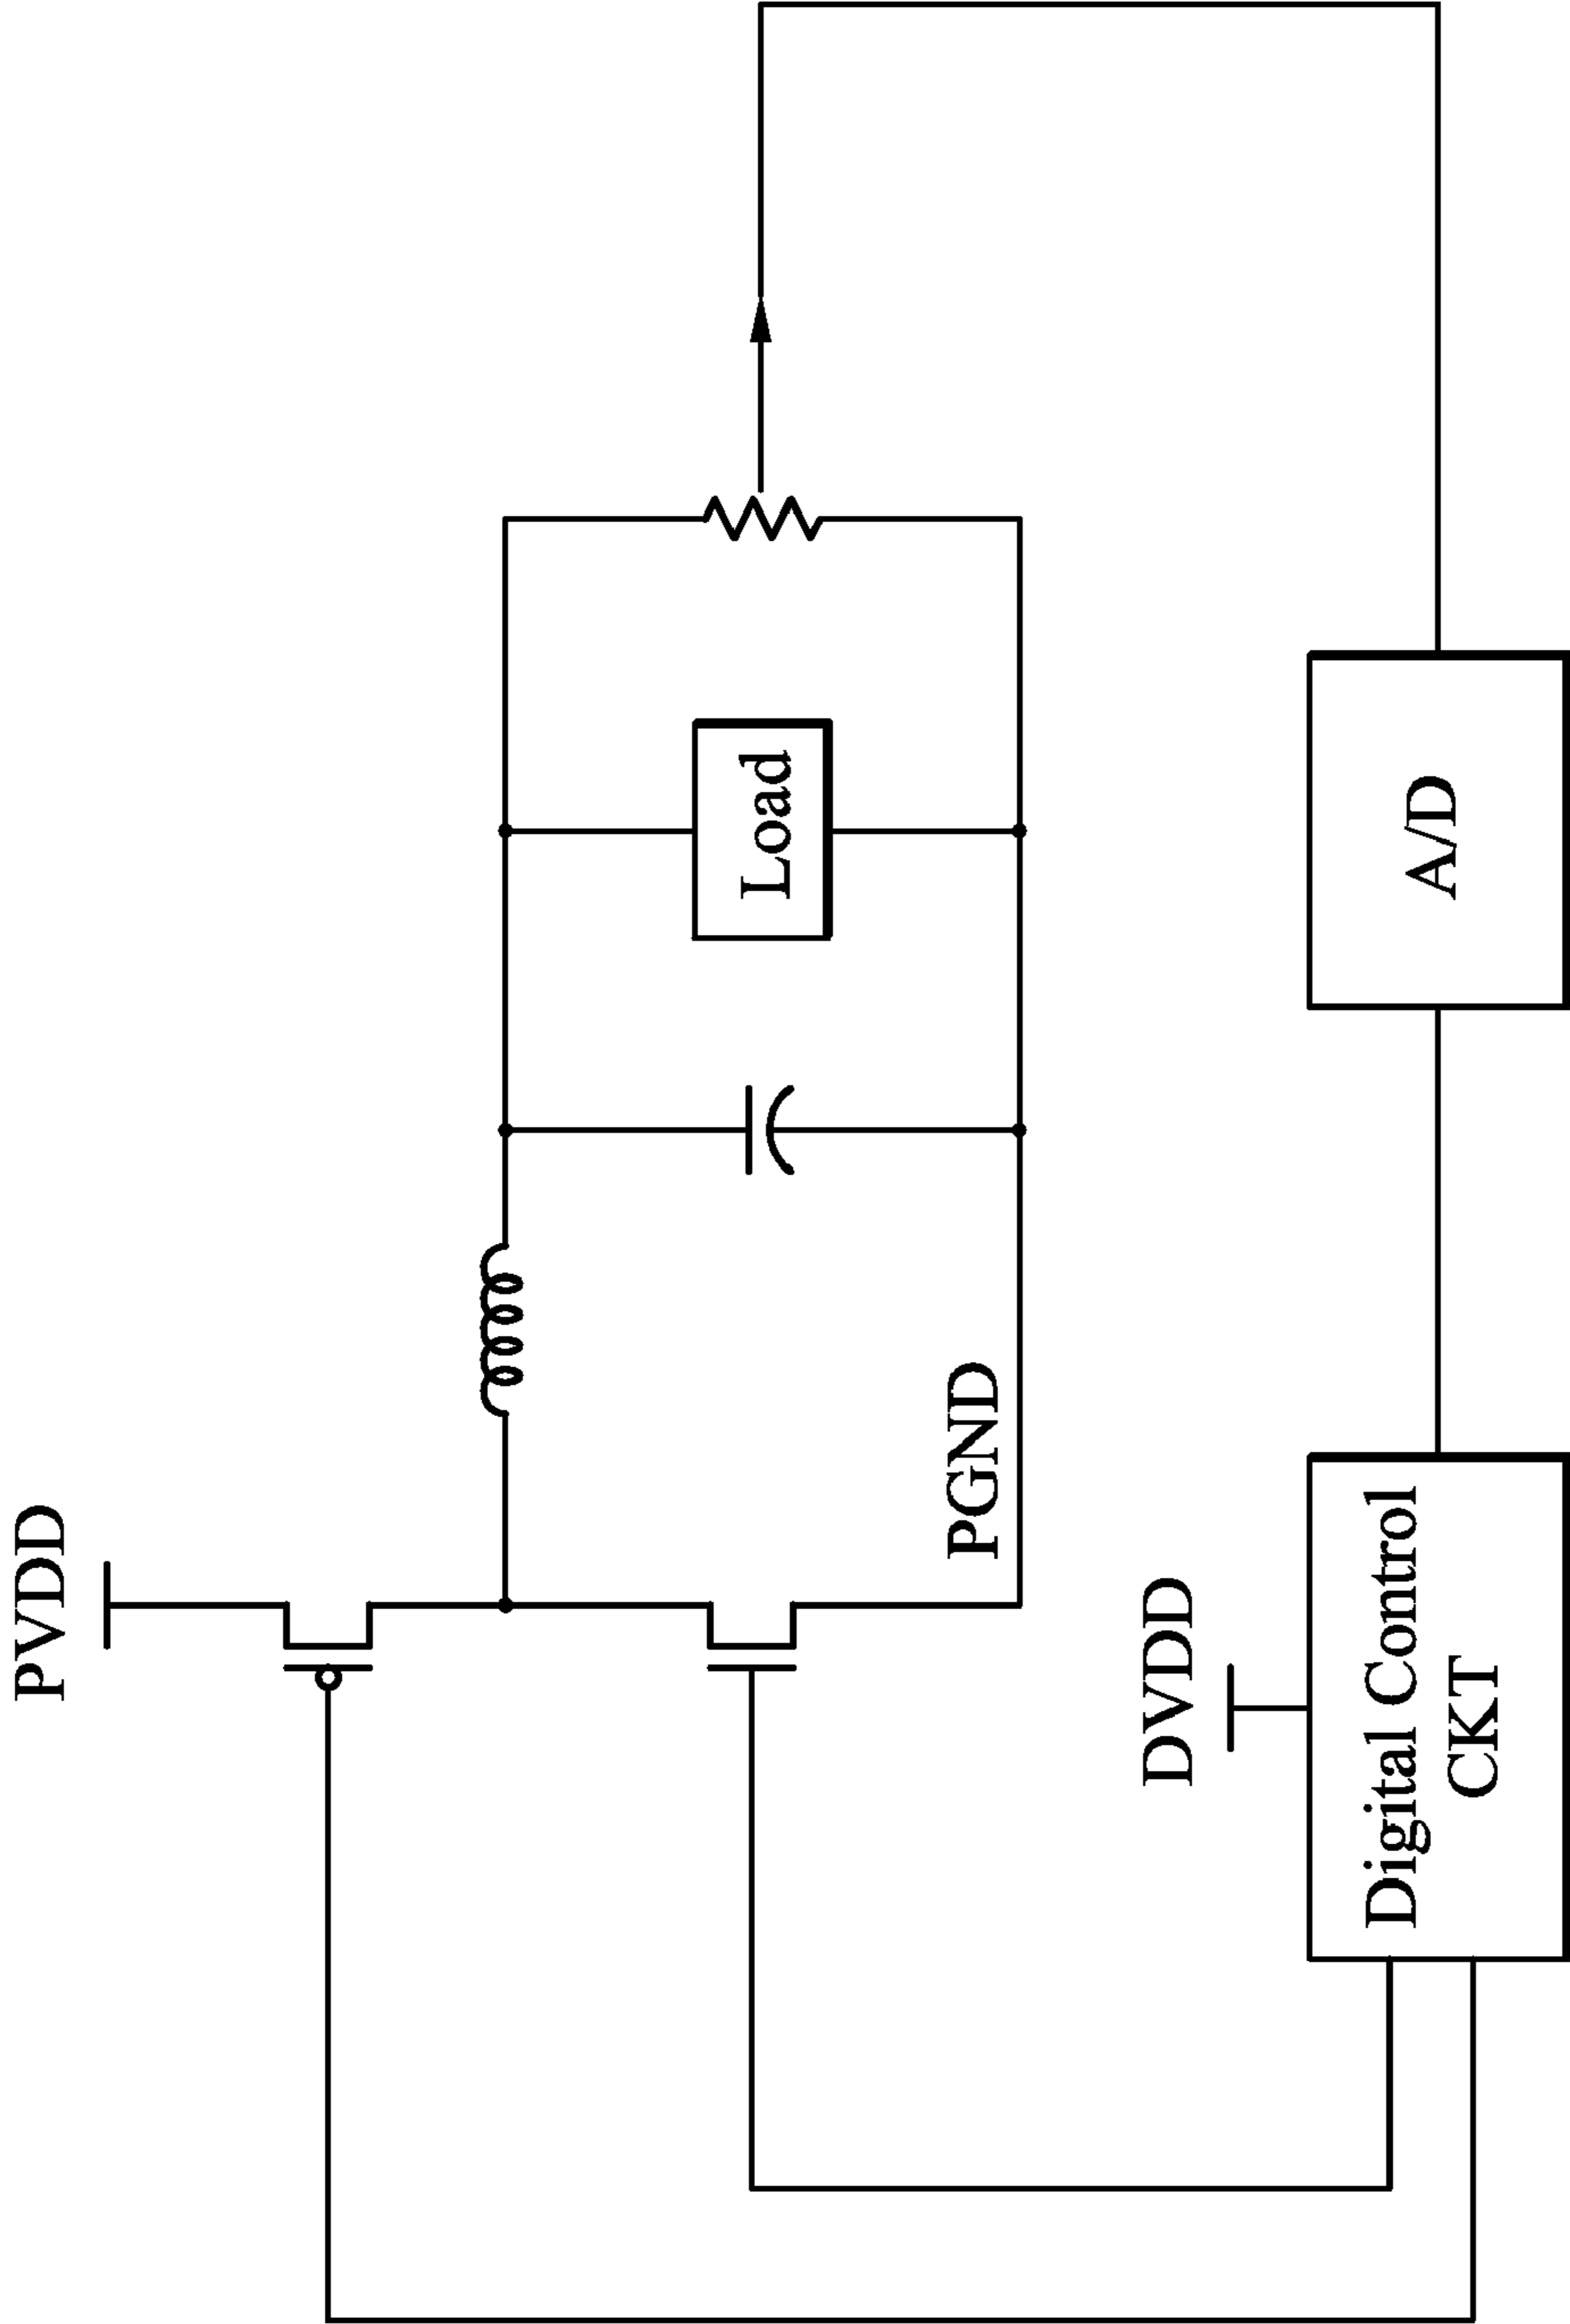 PVDD
Load
PGND
DVDD
Digital Control
CKT
A/D